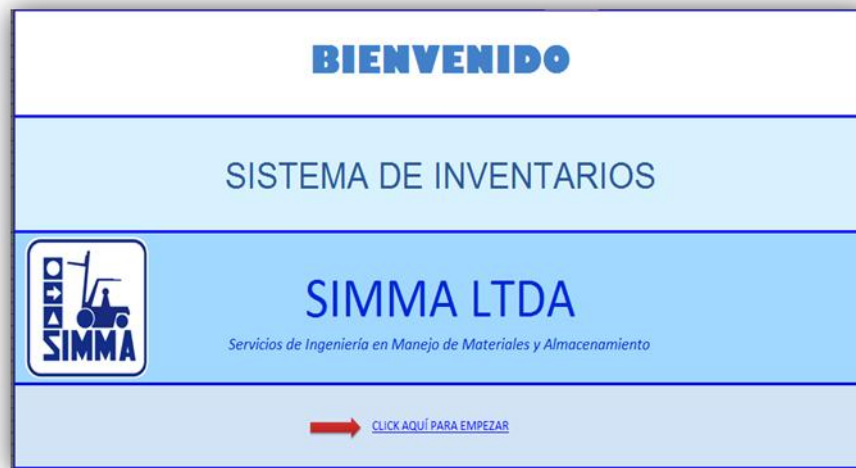 BIENVENIDO
SISTEMA DE INVENTARIOS
SIMMA
SIMMA LTDA
Servicios de Ingeniería en Manejo de Materiales y Almacenamiento
CLICK AQUÍ PARA EMPEZAR